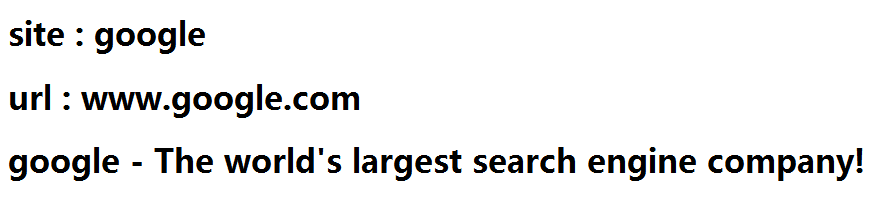 site : google
url : www.google.com
google - The world's largest search engine company!